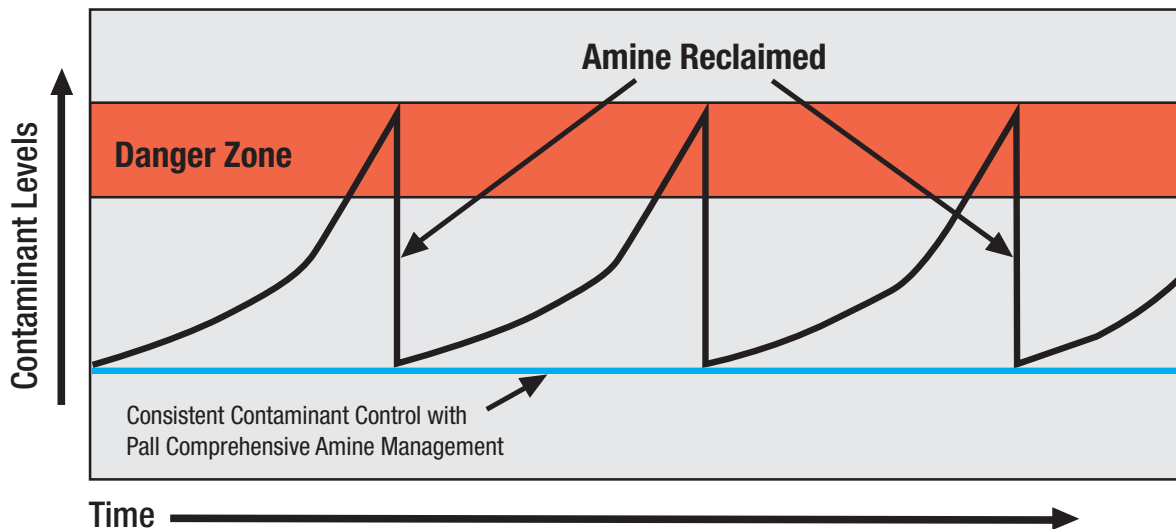 Amine Reclaimed
Danger Zone
Contaminant Levels
Consistent Contaminant Control with
Pall Comprehensive Amine Management
Time